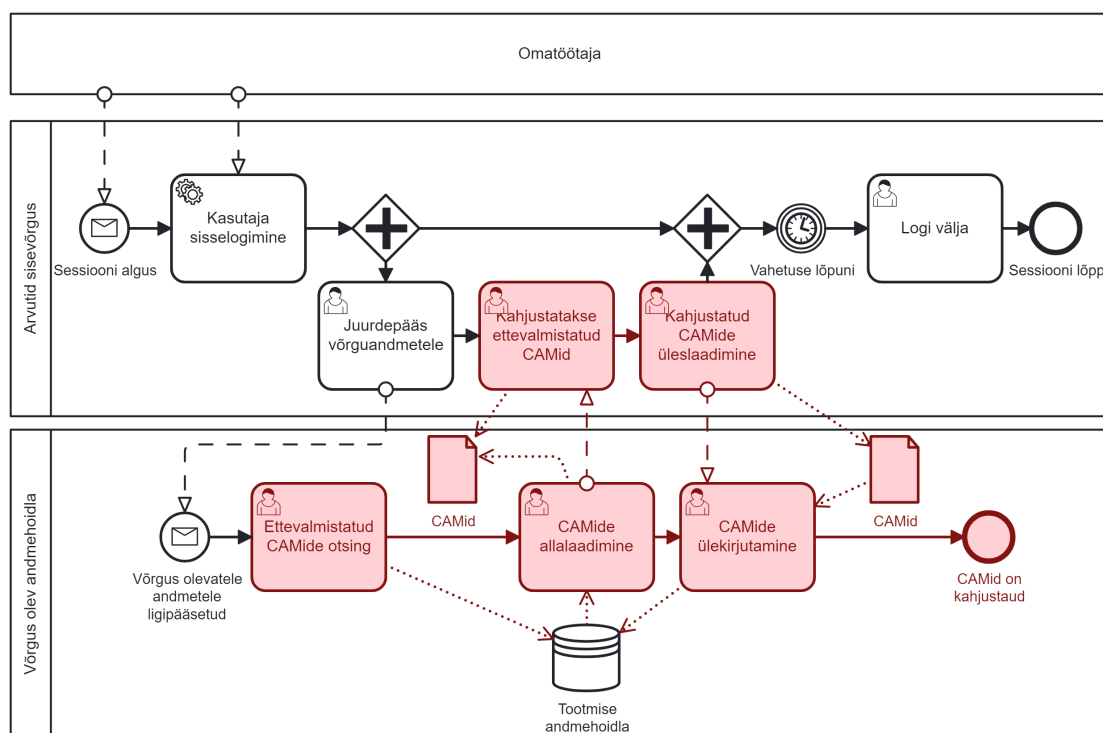 Omatöötaja
Arvutid sisevõrgus
Sessiooni algus
Kasutaja
sisselogimine
Vahetuse lõpuni
Logi välja
Sessiooni lõpp
Juurdepääs
võrguandmetele
Kahjustatakse
ettevalmistatud
CAMid
Kahjustatud
CAMide
üleslaadimine
Võrgus olev andmehoidla
CAMid
CAMid
Võrgus olevatele
andmetele
ligipääsetud
Ettevalmistatud
CAMide otsing
CAMide
allalaadimine
CAMide
ülekirjutamine
CAMid on
kahjustaud
Tootmise
andmehoidla